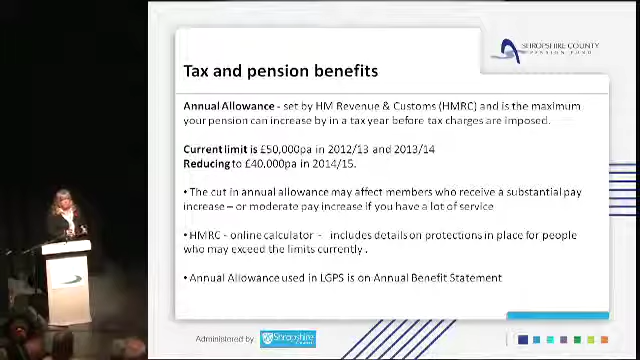 SHROPSHIRE COUNTY
PENSION FUND
Tax and pension benefits
Annual Allowance - set by HM Revenue & Customs (HMRC) and is the maximum
your pension can increase by in a tax year before tax charges are imposed.
Current limit is £50,000pa in 2012/13 and 2013/14
Reducing to £40,000pa in 2014/15.
• The cut in annual allowance may affect members who receive a substantial pay
increase – or moderate pay increase if you have a lot of service
• HMRC - online calculator - includes details on protections in place for people
who may exceed the limits currently .
• Annual Allowance used in LGPS is on Annual Benefit Statement
Administered by
Shropshire